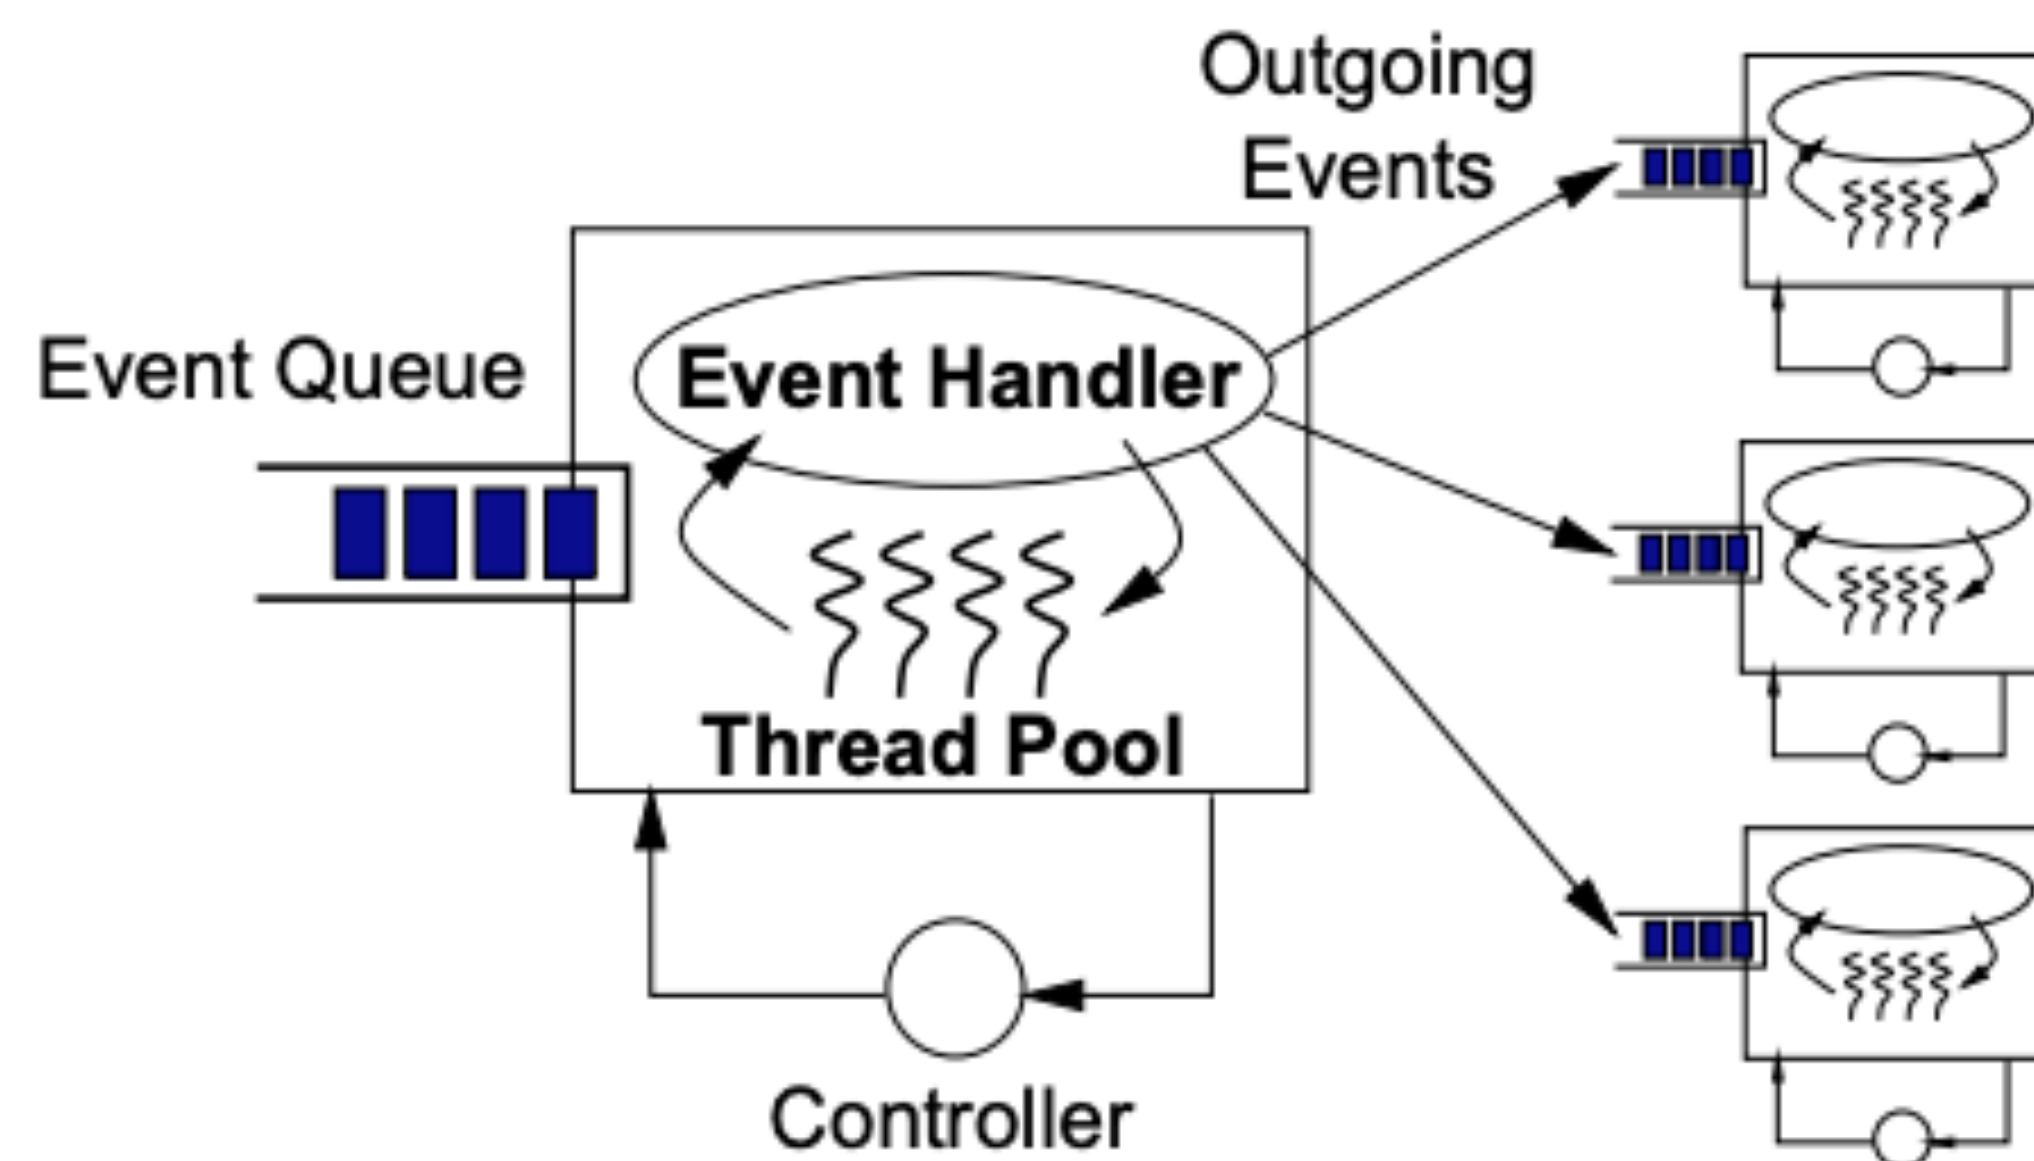 Outgoing
Events
Event Queue
Event Handler
Thread Pool
Controller